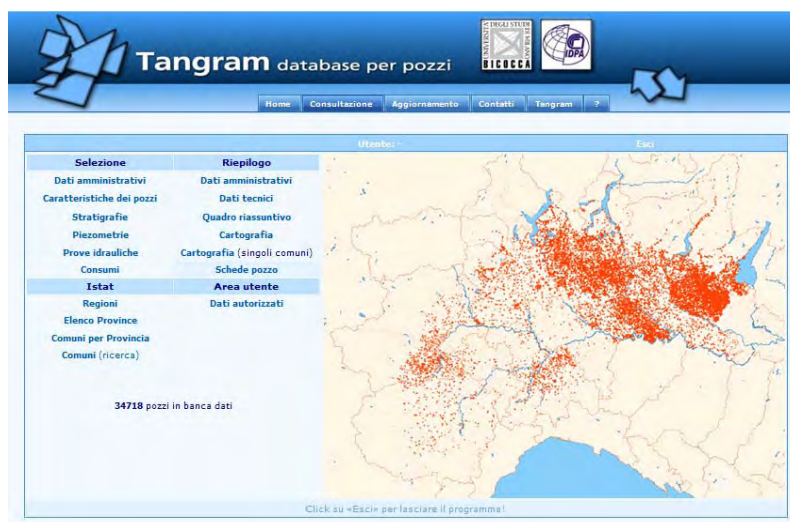 Tangram database per pozzi
UNIVERSITÀ DEGLI STUDI DI MILANO
BICOCCA
IDPA
Home Consultazione Aggiornamento Contatti Tangram ?
Utente: - Esci
Selezione Riepilogo
Dati amministrativi Dati amministrativi
Caratteristiche dei pozzi Dati tecnici
Stratigrafie Quadro riassuntivo
Piezometrie Cartografia
Prove idrauliche Cartografia (singoli comuni)
Consumi Schede pozzo
Istat Area utente
Regioni Dati autorizzati
Elenco Province
Comuni per Provincia
Comuni (ricerca)
34718 pozzi in banca dati
Click su «Esci» per lasciare il programma!